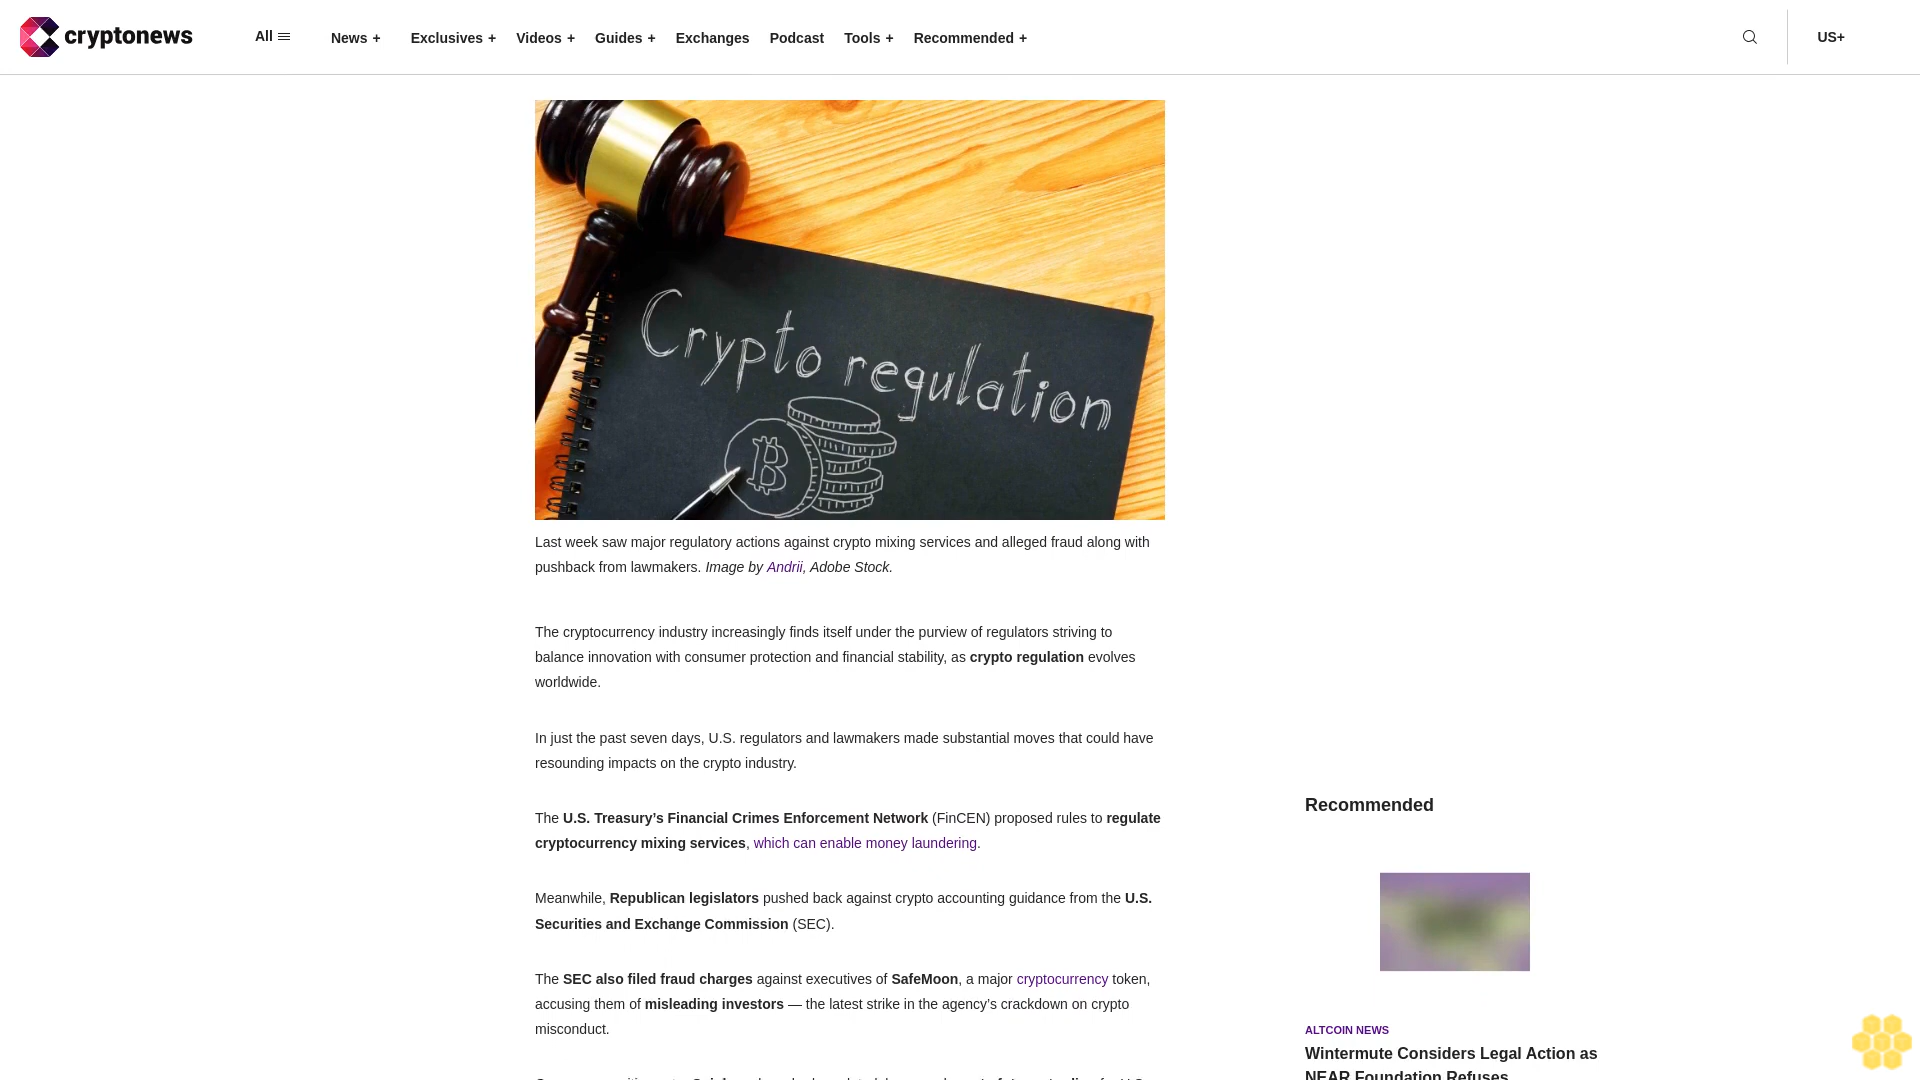 cryptonews
All
News +
Exclusives +
Videos +
Guides +
Exchanges
Podcast
Tools +
Recommended +
US+
Crypto regulation
Last week saw major regulatory actions against crypto mixing services and alleged fraud along with
pushback from lawmakers. Image by Andrii, Adobe Stock.
The cryptocurrency industry increasingly finds itself under the purview of regulators striving to
balance innovation with consumer protection and financial stability, as crypto regulation evolves
worldwide.
In just the past seven days, U.S. regulators and lawmakers made substantial moves that could have
resounding impacts on the crypto industry.
The U.S. Treasury’s Financial Crimes Enforcement Network (FinCEN) proposed rules to regulate
cryptocurrency mixing services, which can enable money laundering.
Meanwhile, Republican legislators pushed back against crypto accounting guidance from the U.S.
Securities and Exchange Commission (SEC).
The SEC also filed fraud charges against executives of SafeMoon, a major cryptocurrency token,
accusing them of misleading investors — the latest strike in the agency’s crackdown on crypto
misconduct.
Recommended
ALTCOIN NEWS
Wintermute Considers Legal Action as
NEAR Foundation Refuses